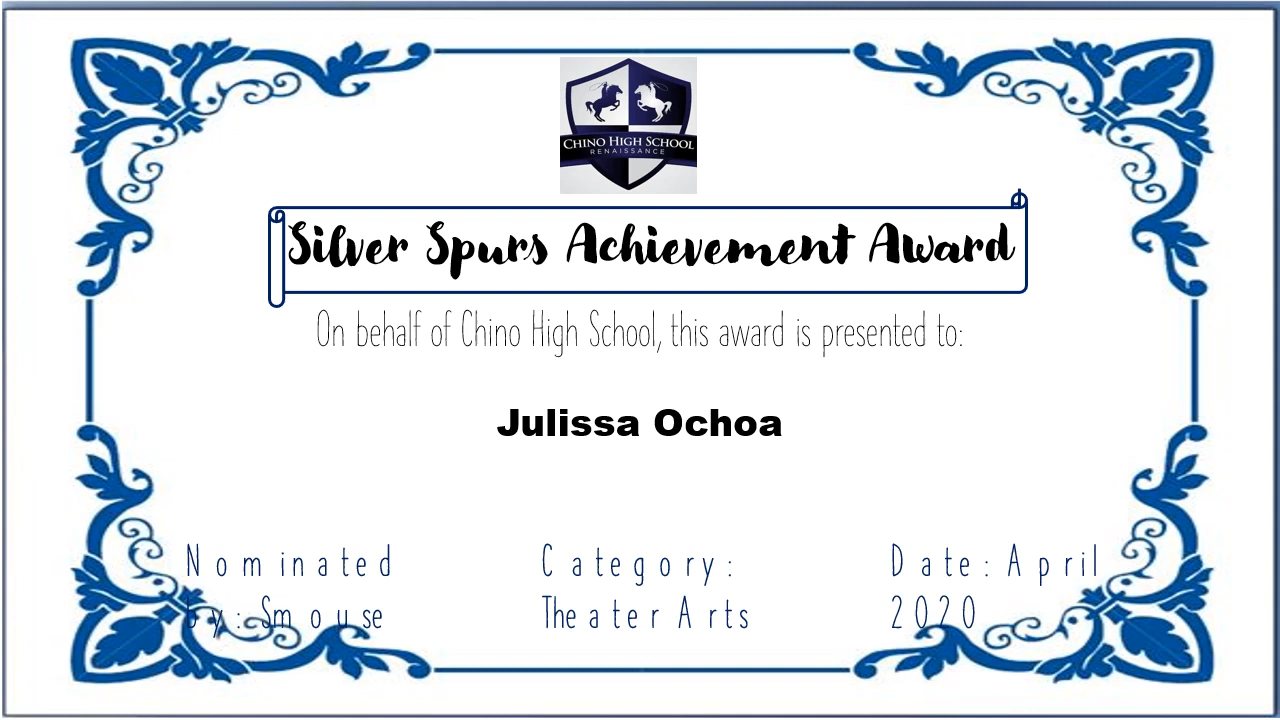 CHINO HIGH SCHOOL
RENAISSANCE
Silver Spurs Achievement Award
On behalf of Chino High School, this award is presented to:
Julissa Ochoa
Nominated
by: Smouse
Category:
Theater Arts
Date: April
2020